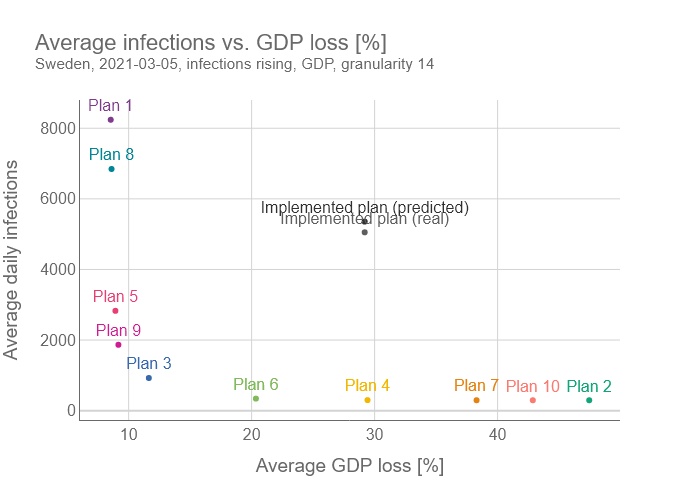 Average infections vs. GDP loss [%]
Sweden, 2021-03-05, infections rising, GDP, granularity 14
Plan 1
8000
Plan 8
Average daily infections
6000
Implemented plan (predicted)
Implemented plan (real)
4000
Plan 5
Plan 9
2000
Plan 3
Plan 6
Plan 4
Plan 7
Plan 10
Plan 2
0
10
20
30
40
Average GDP loss [%]